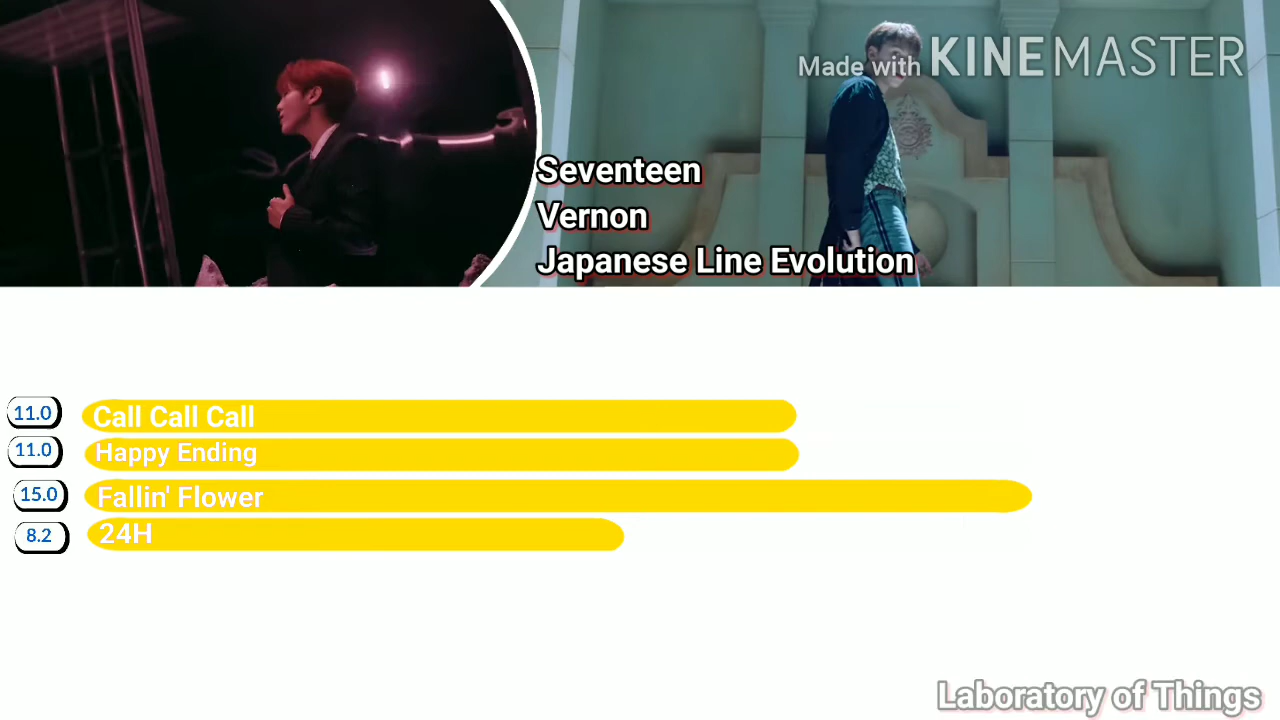 Made with KINEMASTER
Seventeen
Vernon
Japanese Line Evolution
11.0 Call Call Call
11.0 Happy Ending
15.0 Fallin' Flower
8.2 24H
Laboratory of Things